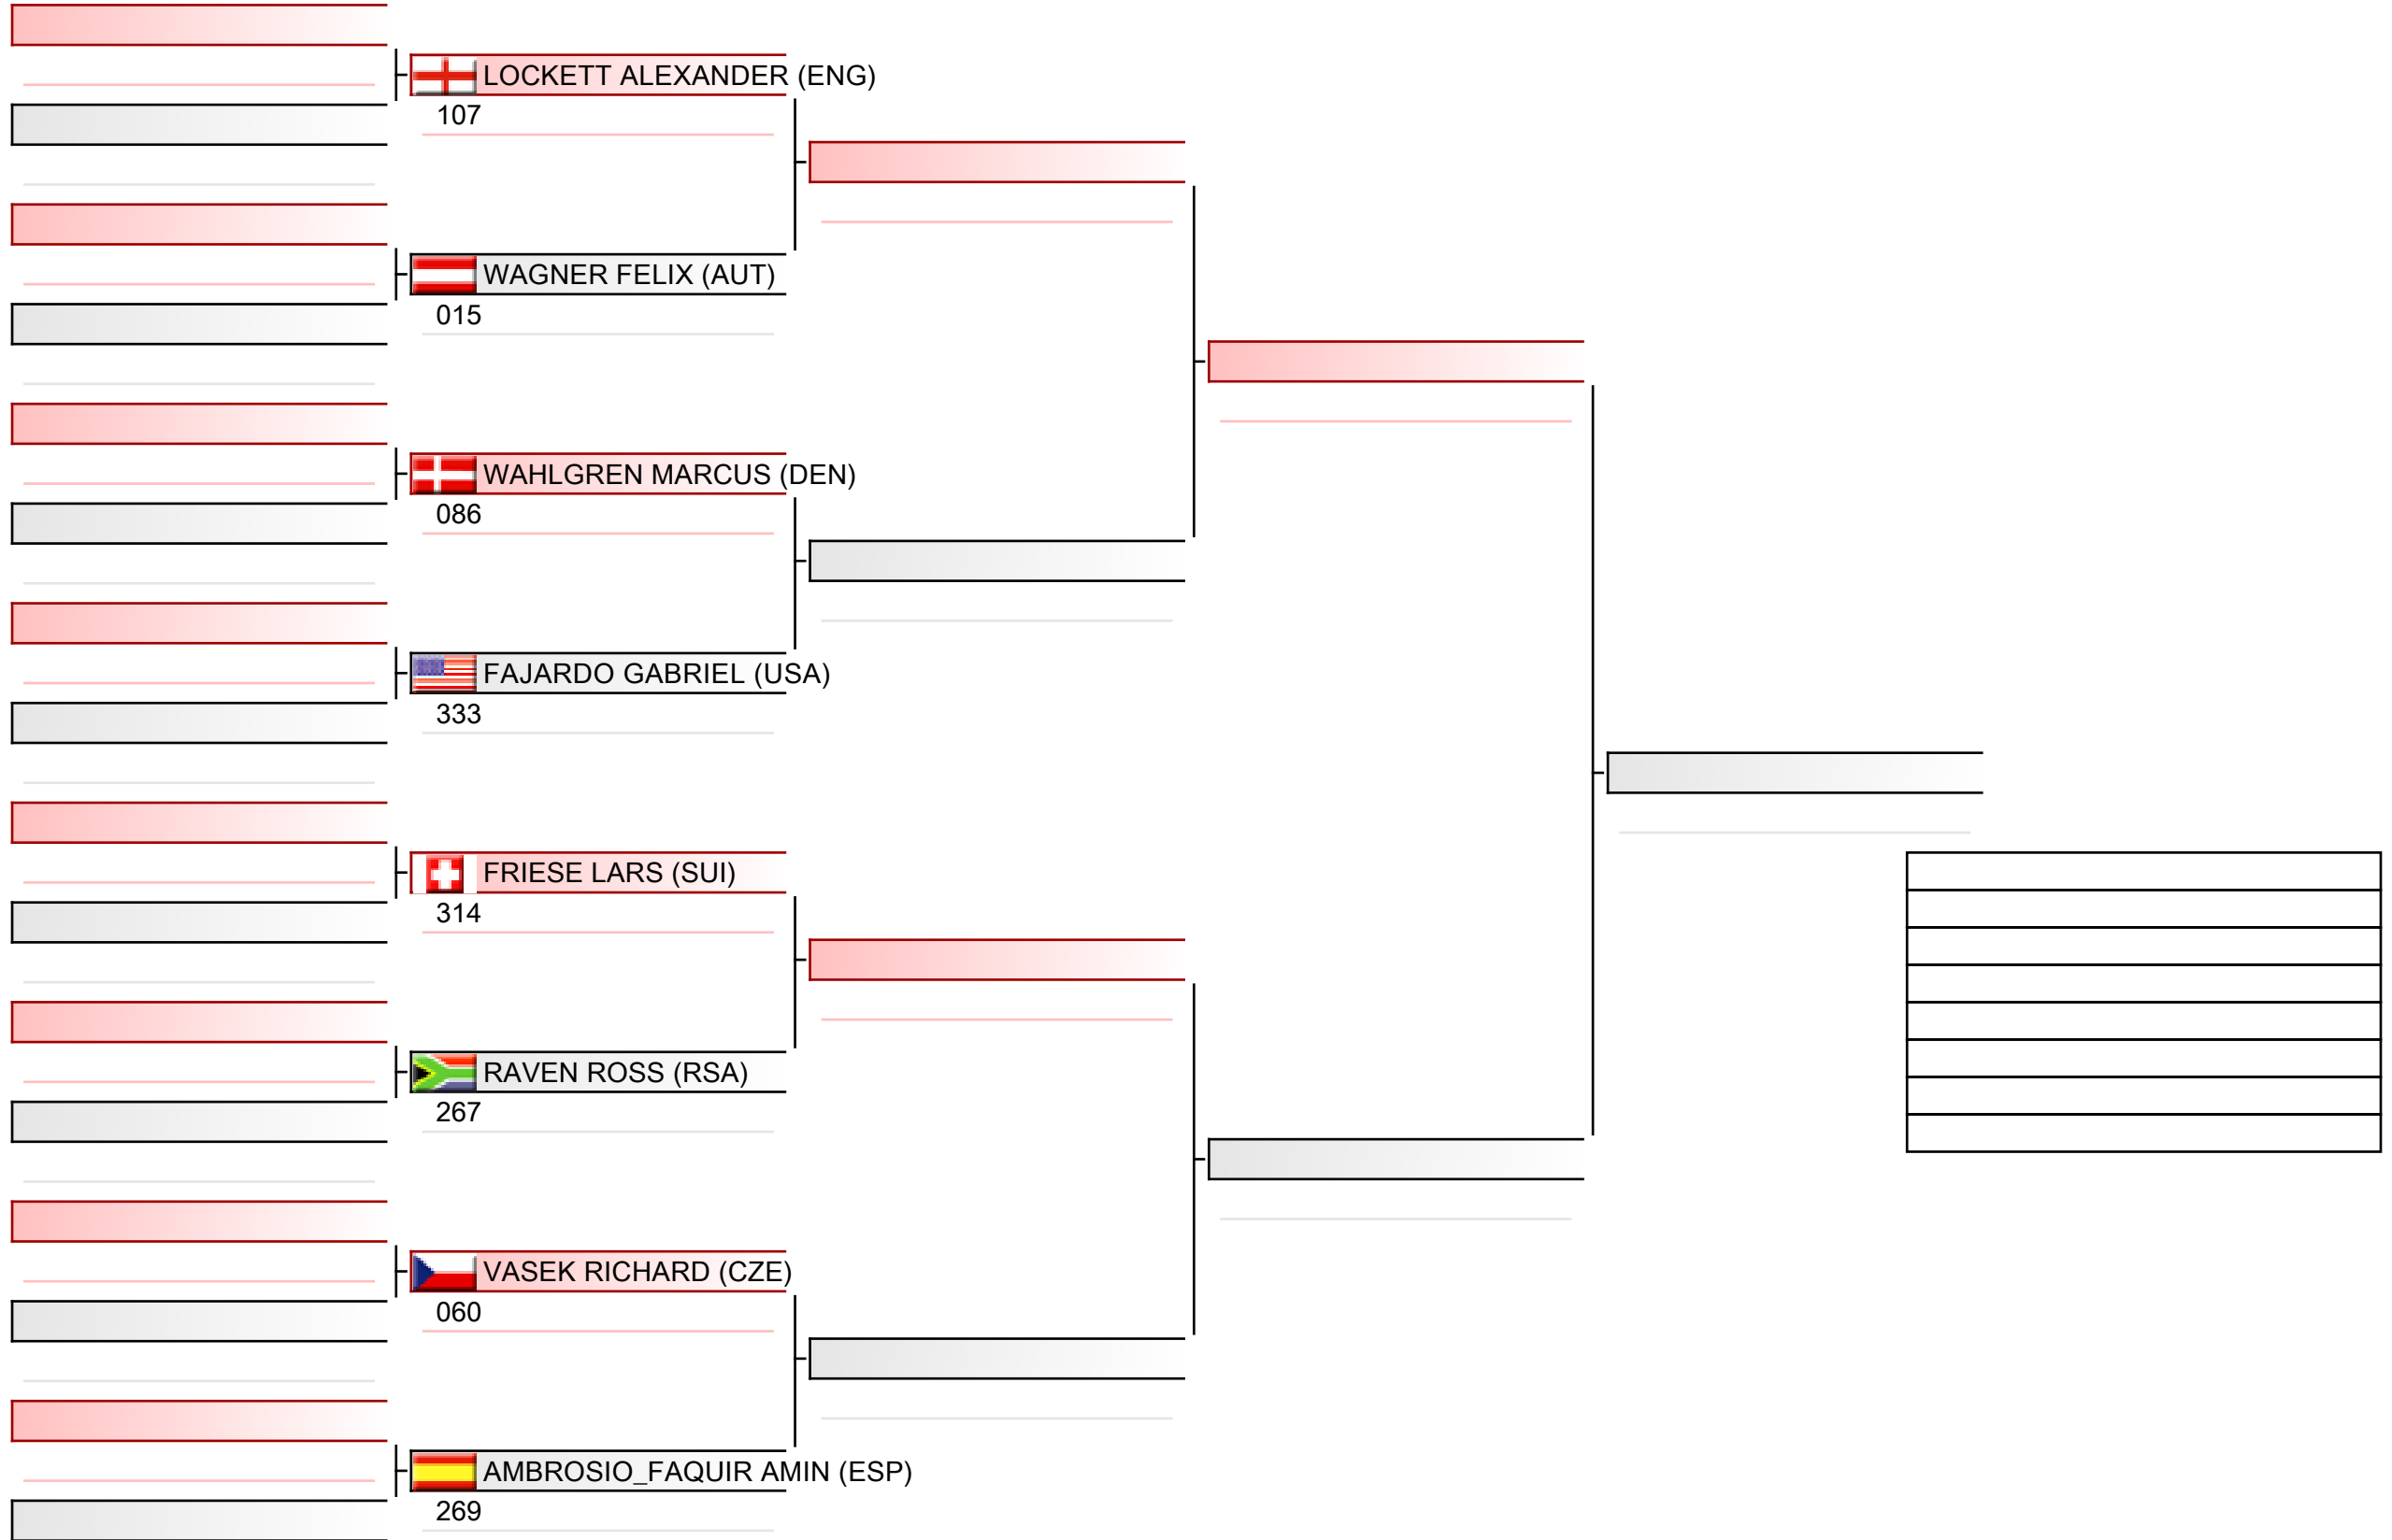 LOCKETT ALEXANDER (ENG)
107
WAGNER FELIX (AUT)
015
WAHLGREN MARCUS (DEN)
086
FAJARDO GABRIEL (USA)
333
FRIESE LARS (SUI)
314
RAVEN ROSS (RSA)
267
VASEK RICHARD (CZE)
060
AMBROSIO_FAQUIR AMIN (ESP)
269